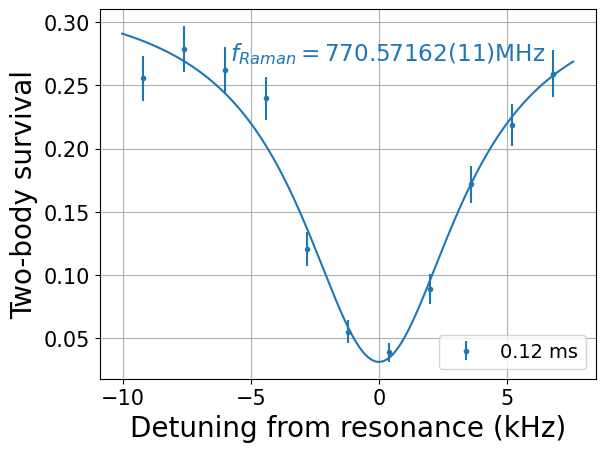 f_Raman = 770.57162(11)MHz
Two-body survival
0.30
0.25
0.20
0.15
0.10
0.05
0.12 ms
−10
−5
0
5
Detuning from resonance (kHz)